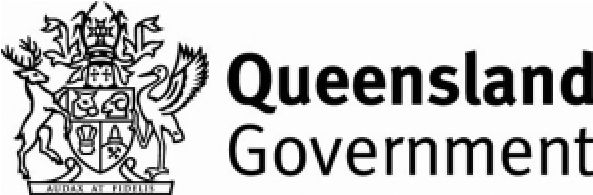 Queensland
Government
AUDAX AT FIDELIS